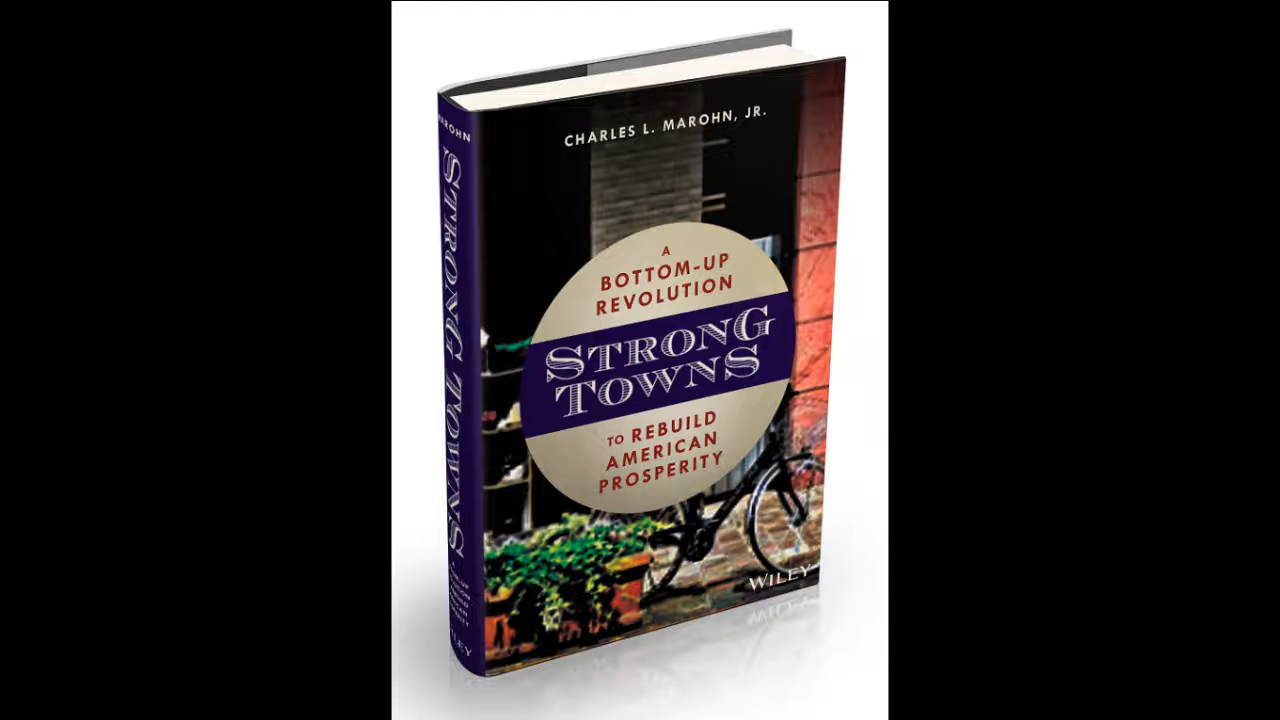 CHARLES L. MAROHN, JR.
A
BOTTOM-UP
REVOLUTION
STRONG
TOWNS
TO REBUILD
AMERICAN
PROSPERITY
WILEY
MAROHN
STRONG TOWNS
WILEY